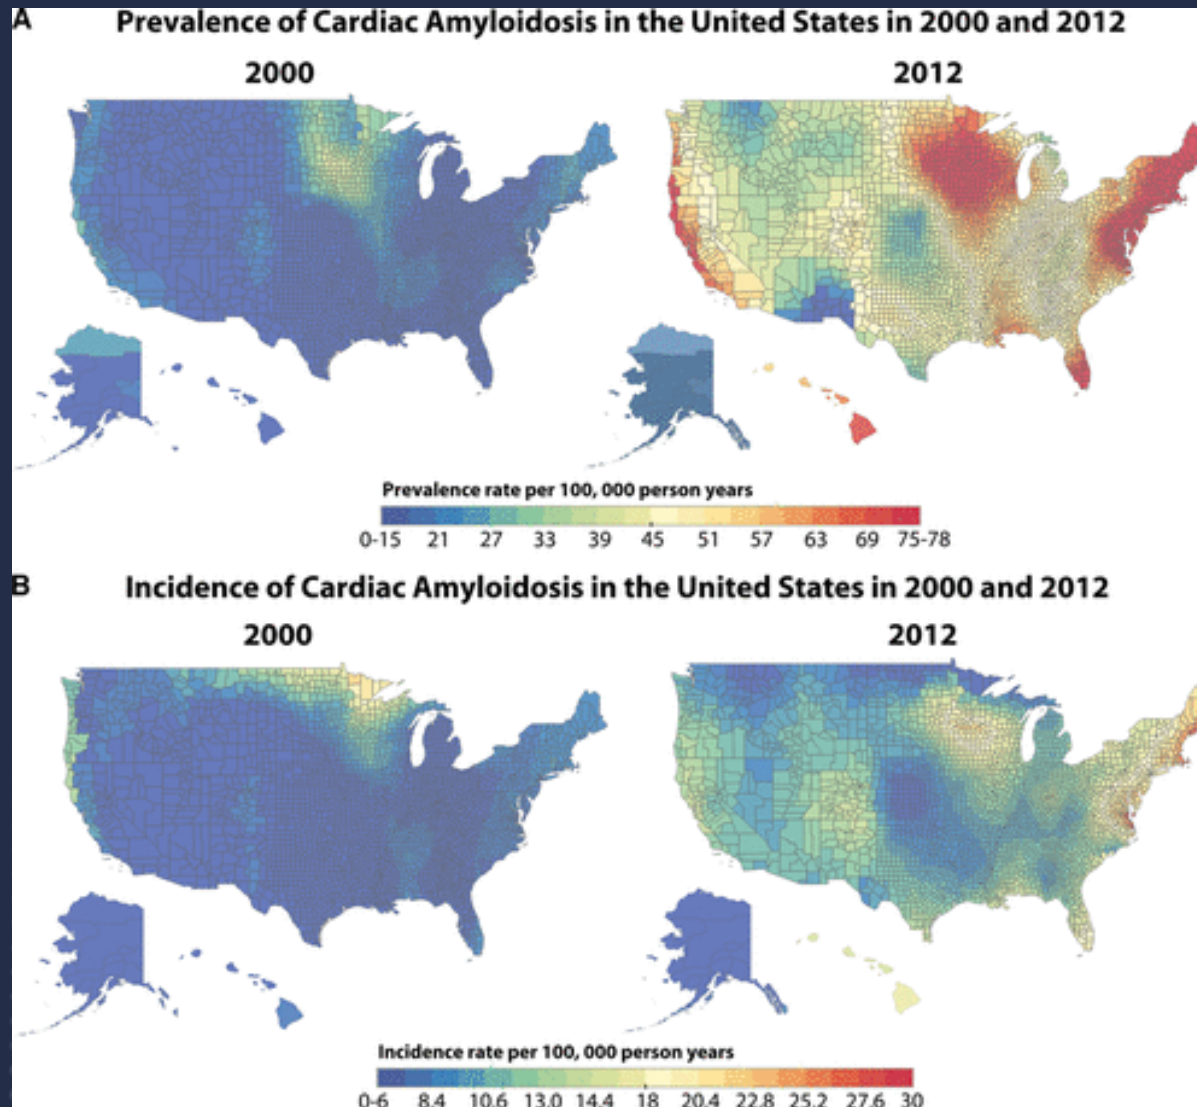 A
Prevalence of Cardiac Amyloidosis in the United States in 2000 and 2012
2000 2012
Prevalence rate per 100, 000 person years
0-15 21 27 33 39 45 51 57 63 69 75-78
B
Incidence of Cardiac Amyloidosis in the United States in 2000 and 2012
2000 2012
Incidence rate per 100, 000 person years
0-6 8.4 10.6 13.0 14.4 18 20.4 22.8 25.2 27.6 30